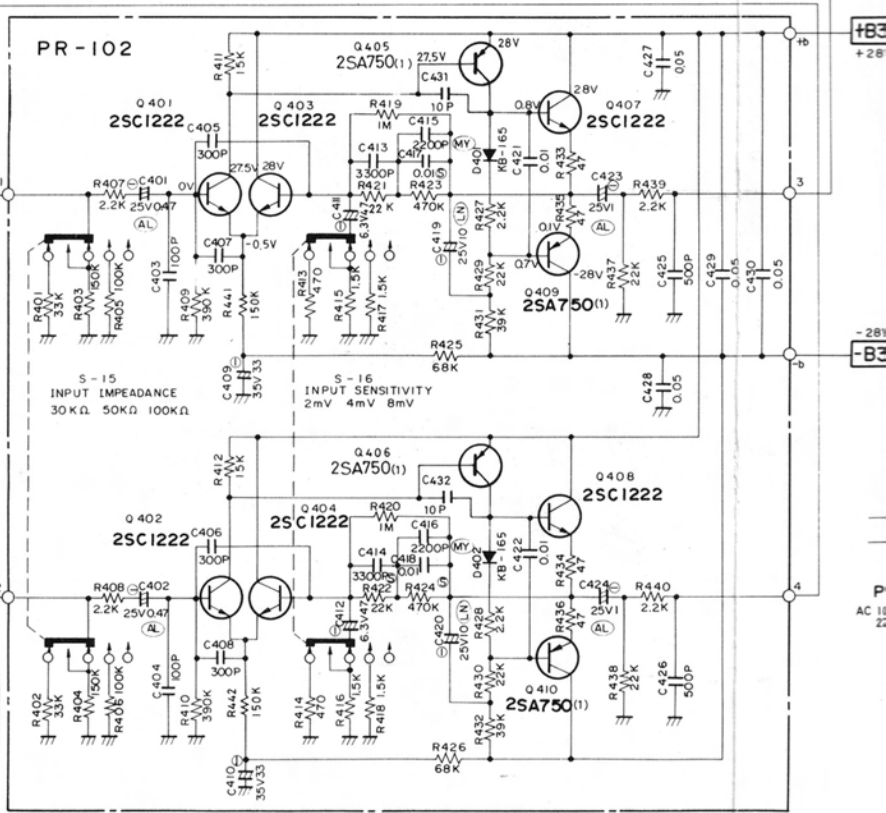 PR-102
+B3
+28
R411
15K
Q405
2SA750(1)
28V
27.5V
C431
10P
C427
0.05
+b
Q401
2SC1222
Q403
2SC1222
R419
1M
Q407
2SC1222
28V
0.8V
C405
300P
C415
2200P
MY
C413
3300P
C417
0.01
S
D401
KB-165
C421
0.01
R433
47
R407
2.2K
C401
25V0.47
AL
0V
27.5V
28V
R421
22K
R423
470K
C423
25V1
AL
R439
2.2K
3
C411
6.3V47
C419
25V10
LN
R427
2.2K
R435
47
0.1V
C403
100P
C407
300P
-0.5V
R429
22K
0.7V
-28V
R437
22K
C425
500P
C429
0.05
C430
0.05
R401
33K
R403
150K
R405
100K
R409
390K
R441
150K
R413
470
R415
1.5K
R417
1.5K
Q409
2SA750(1)
R431
39K
R425
68K
-28V
-B3
-b
C409
35V33
C428
0.05
S-15
INPUT IMPEDANCE
30KΩ 50KΩ 100KΩ
S-16
INPUT SENSITIVITY
2mV 4mV 8mV
R412
15K
Q406
2SA750(1)
C432
10P
Q408
2SC1222
Q402
2SC1222
Q404
2SC1222
R420
1M
C406
300P
C416
2200P
MY
C414
3300P
C418
0.01
S
D402
KB-165
C422
0.01
R434
47
R408
2.2K
C402
25V0.47
AL
R422
22K
R424
470K
S
C424
25V1
AL
R440
2.2K
4
C412
6.3V47
C420
25V10
LN
R428
2.2K
R436
47
C404
100P
C408
300P
R430
22K
R438
22K
C426
500P
R402
33K
R404
150K
R406
100K
R410
390K
R442
150K
R414
470
R416
1.5K
R418
1.5K
Q410
2SA750(1)
R432
39K
R426
68K
C410
35V33
P
AC 10
22